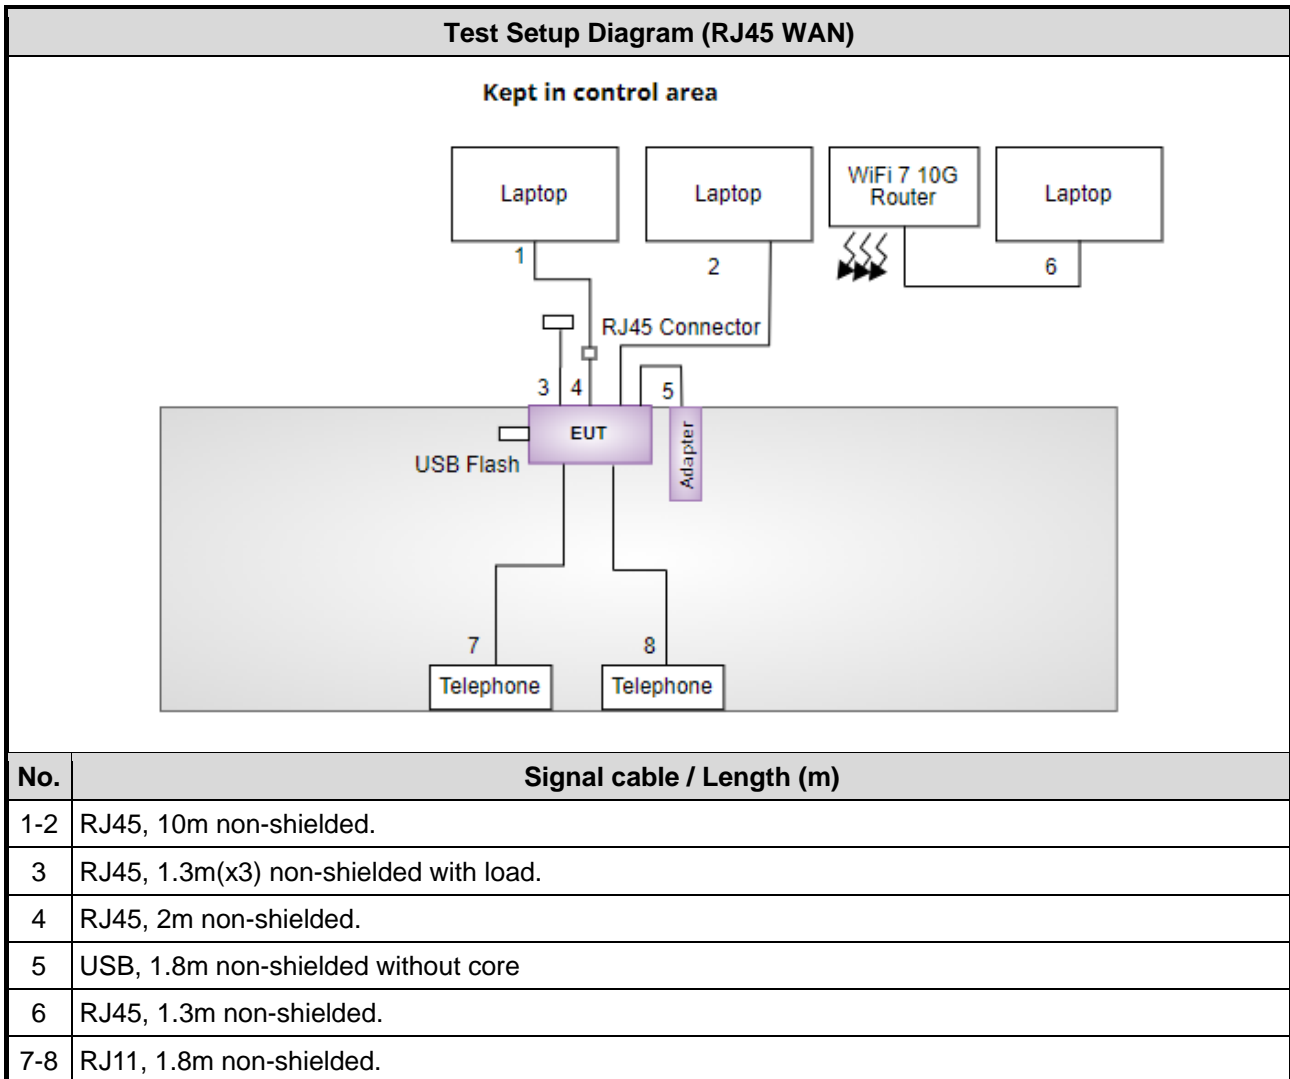 Test Setup Diagram (RJ45 WAN)
Kept in control area
Laptop
Laptop
WiFi 7 10G
Router
Laptop
1
2
6
RJ45 Connector
3
4
5
EUT
Adapter
USB Flash
7
8
Telephone
Telephone
No. Signal cable / Length (m)
1-2 RJ45, 10m non-shielded.
3 RJ45, 1.3m(x3) non-shielded with load.
4 RJ45, 2m non-shielded.
5 USB, 1.8m non-shielded without core
6 RJ45, 1.3m non-shielded.
7-8 RJ11, 1.8m non-shielded.